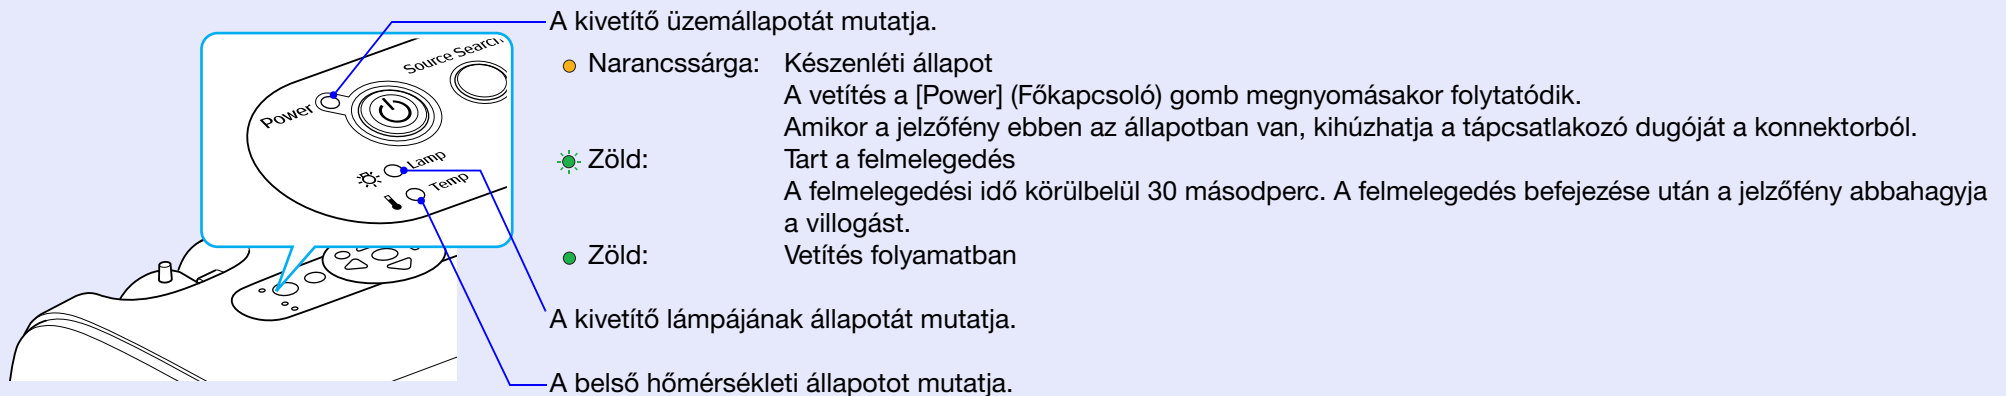 A kivetítő üzemállapotát mutatja.
Source Search
Power
Lamp
Temp
Narancssárga: Készenléti állapot
A vetítés a [Power] (Főkapcsoló) gomb megnyomásakor folytatódik.
Amikor a jelzőfény ebben az állapotban van, kihúzhatja a tápcsatlakozó dugóját a konnektorból.
Zöld: Tart a felmelegedés
A felmelegedési idő körülbelül 30 másodperc. A felmelegedés befejezése után a jelzőfény abbahagyja
a villogást.
Zöld: Vetítés folyamatban
A kivetítő lámpájának állapotát mutatja.
A belső hőmérsékleti állapotot mutatja.